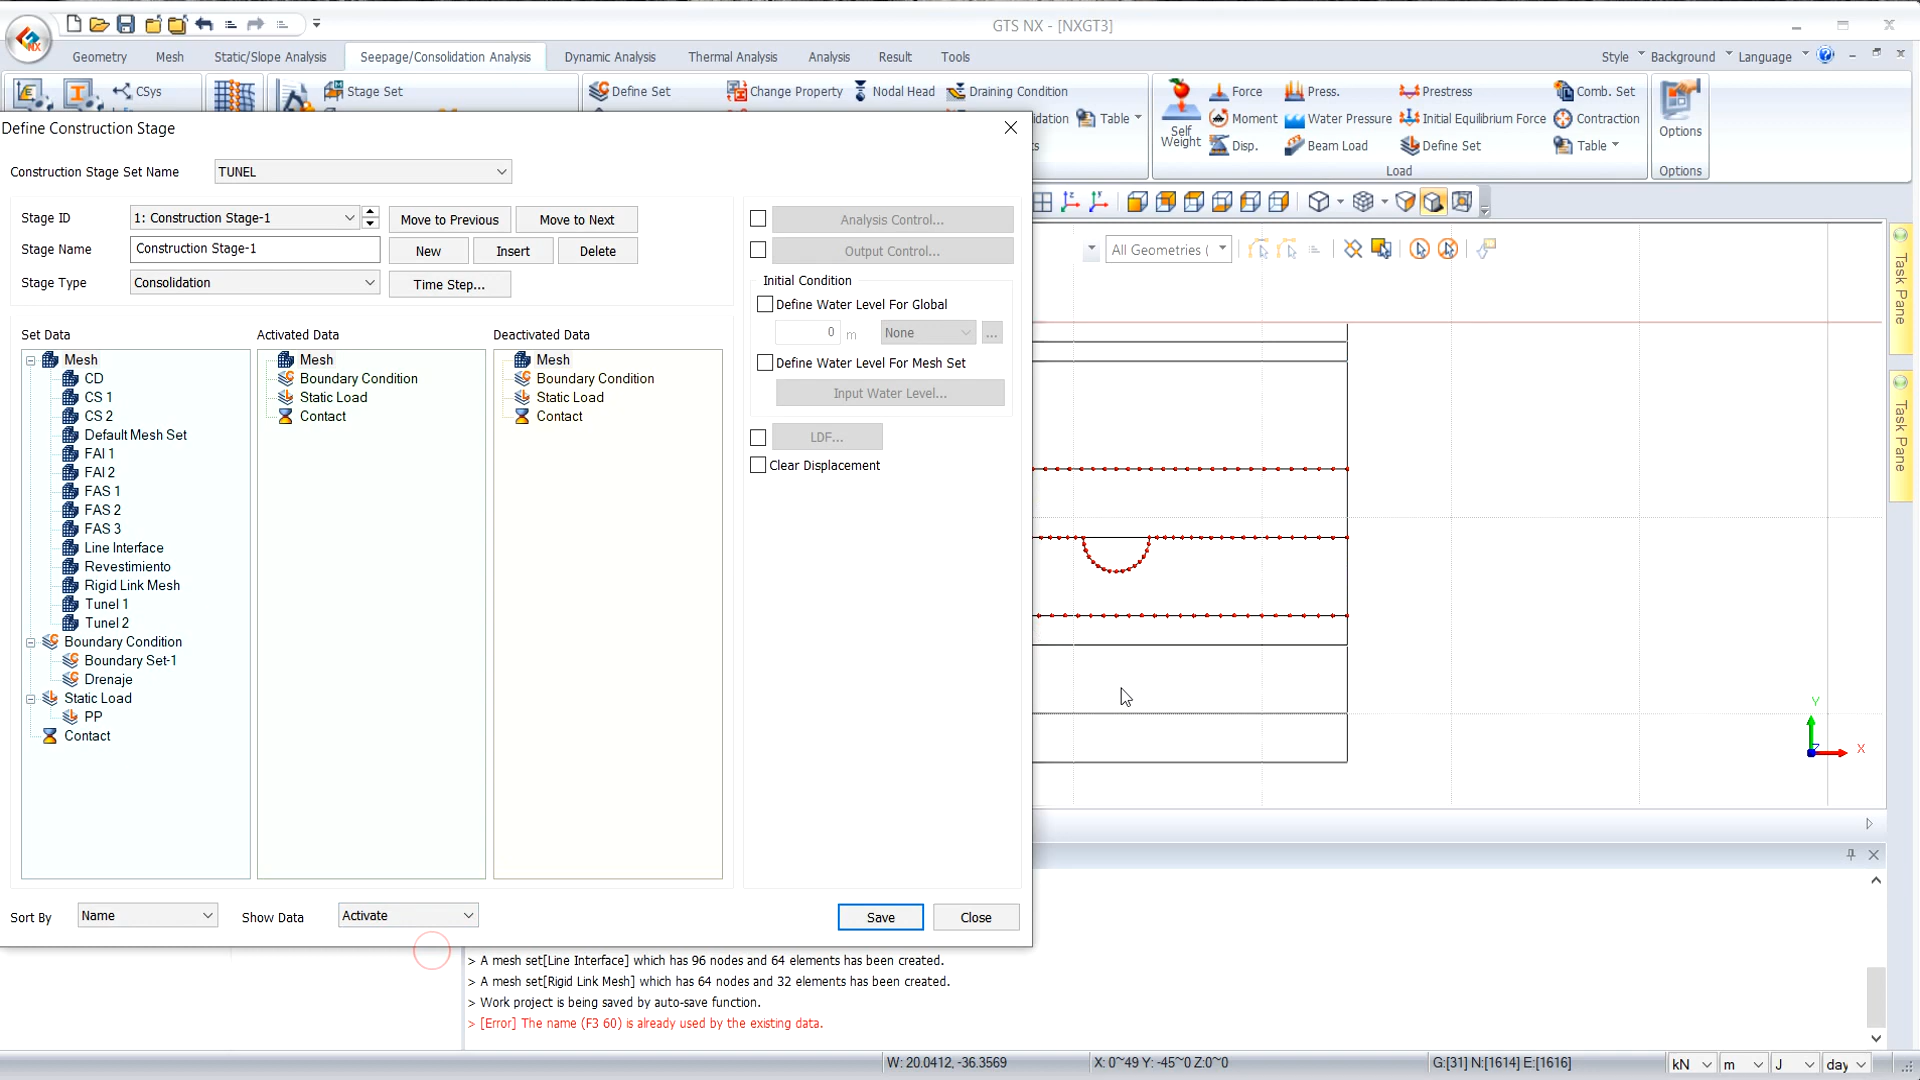 GTS NX - [NXGT3]
Geometry Mesh Static/Slope Analysis Seepage/Consolidation Analysis Dynamic Analysis Thermal Analysis Analysis Result Tools Style Background Language
CSys Stage Set Define Set Change Property Nodal Head Draining Condition Force Press. Prestress Comb. Set
Table Self Weight Moment Water Pressure Initial Equilibrium Force Contraction Options
Disp. Beam Load Define Set Table
Load Options
Define Construction Stage
Construction Stage Set Name TUNEL
Stage ID 1: Construction Stage-1 Move to Previous Move to Next Analysis Control...
Stage Name Construction Stage-1 New Insert Delete Output Control...
All Geometries (
Stage Type Consolidation Time Step... Initial Condition
Define Water Level For Global
0 m None ...
Define Water Level For Mesh Set
Input Water Level...
LDF...
Clear Displacement
Set Data Activated Data Deactivated Data
Mesh Mesh Mesh
CD Boundary Condition Boundary Condition
CS 1 Static Load Static Load
CS 2 Contact Contact
Default Mesh Set
FAI 1
FAI 2
FAS 1
FAS 2
FAS 3
Line Interface
Revestimiento
Rigid Link Mesh
Tunel 1
Tunel 2
Boundary Condition
Boundary Set-1
Drenaje
Static Load
PP
Contact
Sort By Name Show Data Activate Save Close
Task Pane
Task Pane
Y
Z
X
> A mesh set[Line Interface] which has 96 nodes and 64 elements has been created.
> A mesh set[Rigid Link Mesh] which has 64 nodes and 32 elements has been created.
> Work project is being saved by auto-save function.
> [Error] The name (F3 60) is already used by the existing data.
W: 20.0412, -36.3569 X: 0~49 Y: -45~0 Z:0~0 G:[31] N:[1614] E:[1616] kN m J day